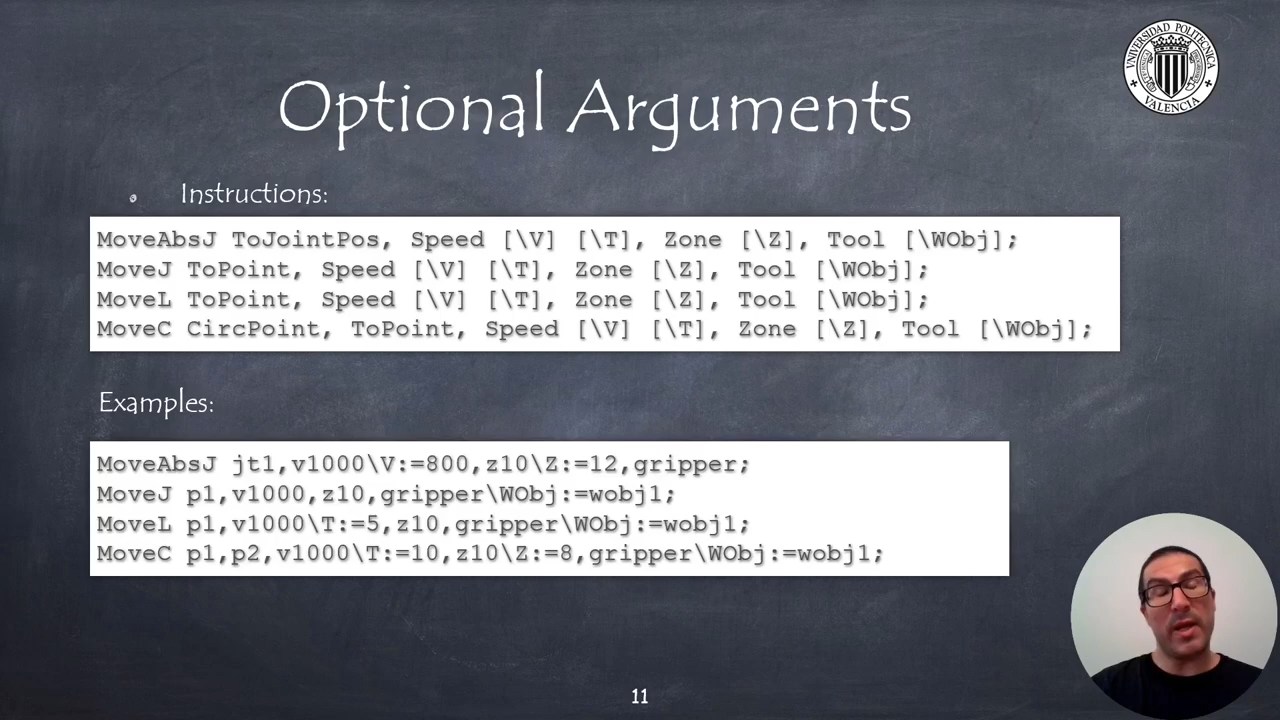 UNIVERSIDAD POLITECNICA
VALENCIA
Optional Arguments
Instructions:
MoveAbsJ ToJointPos, Speed [\V] [\T], Zone [\Z], Tool [\WObj];
MoveJ ToPoint, Speed [\V] [\T], Zone [\Z], Tool [\WObj];
MoveL ToPoint, Speed [\V] [\T], Zone [\Z], Tool [\WObj];
MoveC CircPoint, ToPoint, Speed [\V] [\T], Zone [\Z], Tool [\WObj];
Examples:
MoveAbsJ jt1,v1000\V:=800,z10\Z:=12,gripper;
MoveJ p1,v1000,z10,gripper\WObj:=wobj1;
MoveL p1,v1000\T:=5,z10,gripper\WObj:=wobj1;
MoveC p1,p2,v1000\T:=10,z10\Z:=8,gripper\WObj:=wobj1;
11